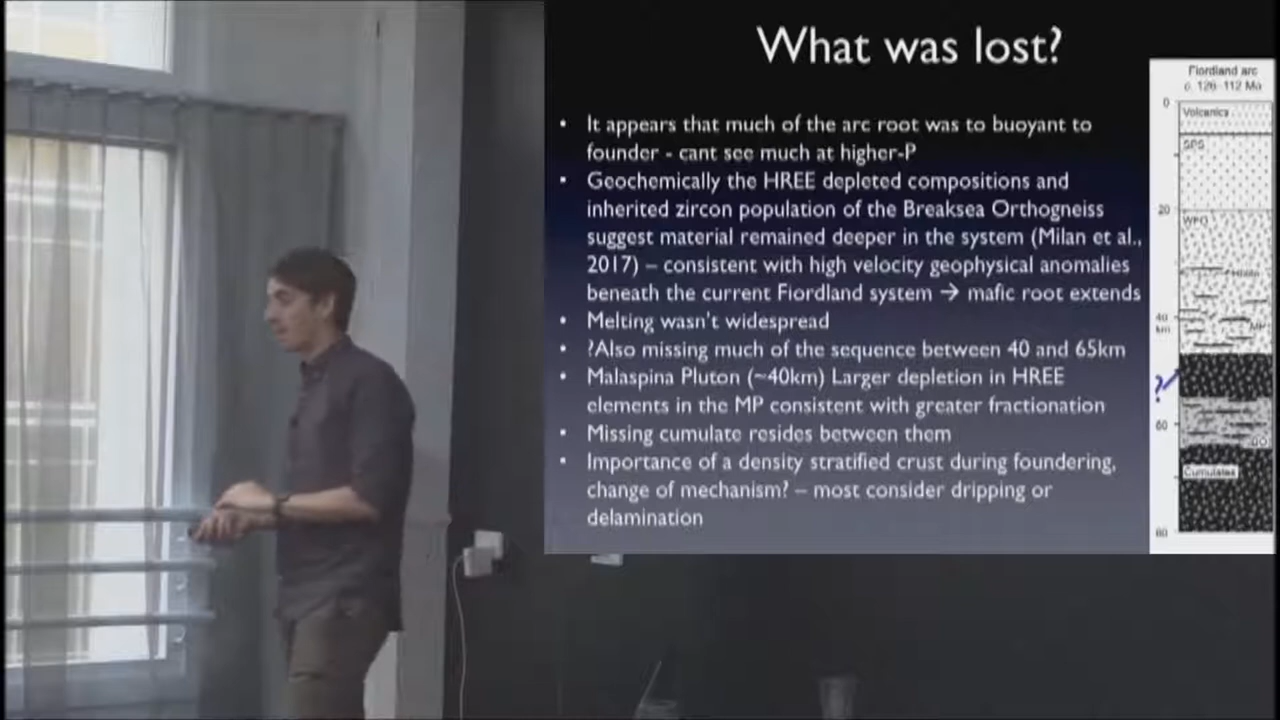 What was lost?
• It appears that much of the arc root was to buoyant to
founder - cant see much at higher-P
• Geochemically the HREE depleted compositions and
inherited zircon population of the Breaksea Orthogneiss
suggest material remained deeper in the system (Milan et al.,
2017) – consistent with high velocity geophysical anomalies
beneath the current Fiordland system → mafic root extends
• Melting wasn't widespread
• ?Also missing much of the sequence between 40 and 65km
• Malaspina Pluton (~40km) Larger depletion in HREE
elements in the MP consistent with greater fractionation
• Missing cumulate resides between them
• Importance of a density stratified crust during foundering,
change of mechanism? – most consider dripping or
delamination
Fiordland arc
c. 126-112 Ma
0
Volcanics
SPS
20
WFO
40
km
MP
?
60
Cumulates
80